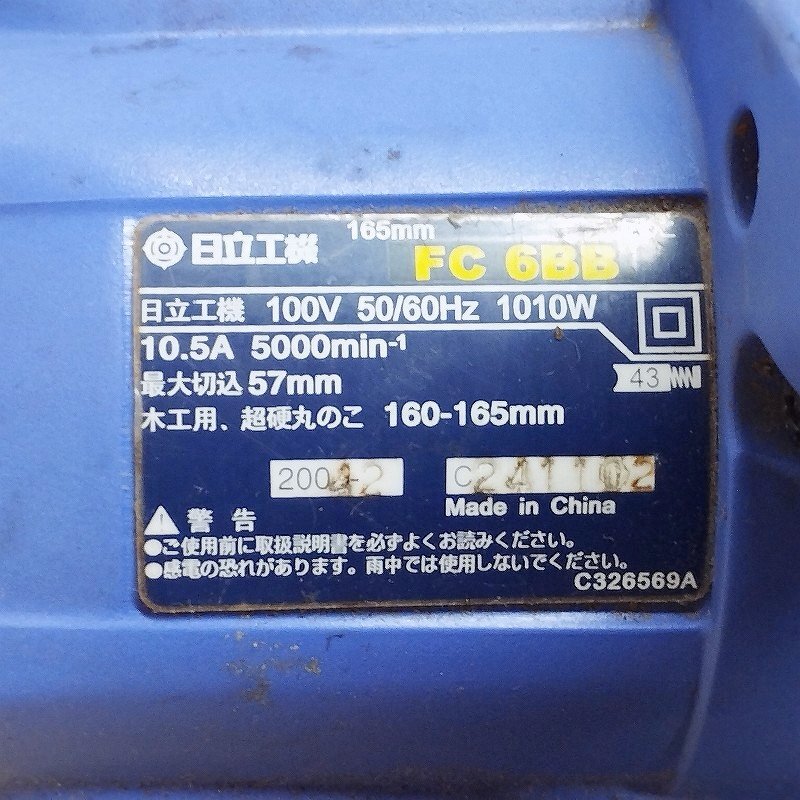 日立工機 165mm FC 6BB
日立工機 100V 50/60Hz 1010W
10.5A 5000min-1
最大切込 57mm
43
木工用、超硬丸のこ 160-165mm
C241102
Made in China
警告
●ご使用前に取扱説明書を必ずよくお読みください。
●感電の恐れがあります。雨中では使用しないでください。
C326569A